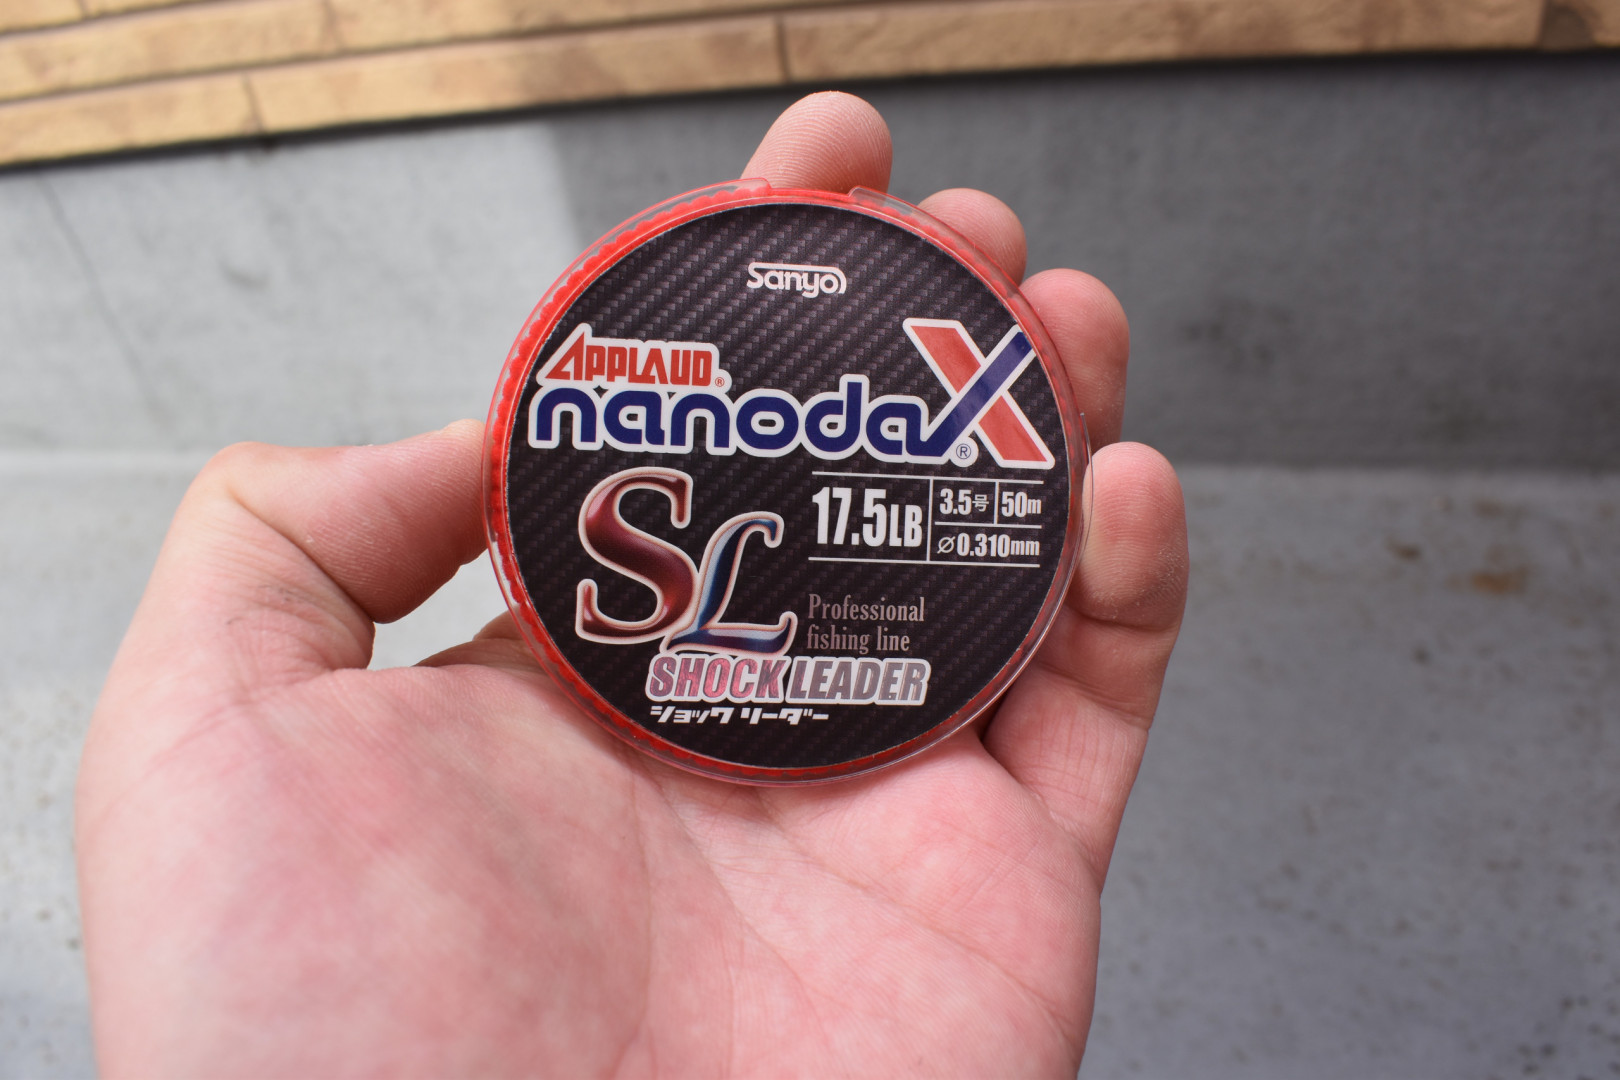 Sanyo
APPLAUD®
nanodaX®
SL
17.5LB
3.5号 50m
⌀0.310mm
Professional
fishing line
SHOCK LEADER
ショック リーダー